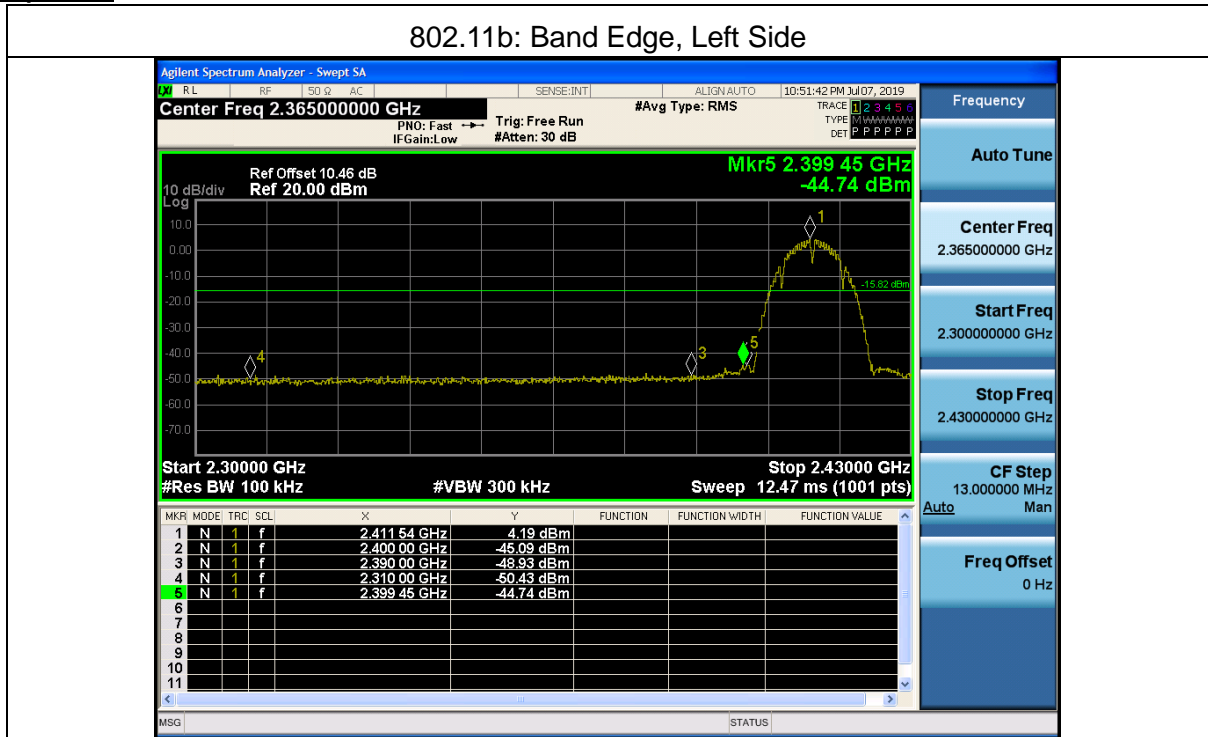 802.11b: Band Edge, Left Side
Agilent Spectrum Analyzer - Swept SA
LXI RL RF 50 Ω AC SENSE:INT ALIGN AUTO 10:51:42 PM Jul 07, 2019
Center Freq 2.365000000 GHz #Avg Type: RMS TRACE 1 2 3 4 5 6
PNO: Fast Trig: Free Run TYPE MWWWWW
IFGain:Low #Atten: 30 dB DET P P P P P P
Mkr5 2.399 45 GHz
Ref Offset 10.46 dB
10 dB/div Ref 20.00 dBm -44.74 dBm
Log
10.0
0.00
-10.0
-20.0
-30.0
-40.0
-50.0
-60.0
-70.0
1
-15.82 dBm
4
3
5
Start 2.30000 GHz Stop 2.43000 GHz
#Res BW 100 kHz #VBW 300 kHz Sweep 12.47 ms (1001 pts)
MKR MODE TRC SCL X Y FUNCTION FUNCTION WIDTH FUNCTION VALUE
1 N 1 f 2.411 54 GHz 4.19 dBm
2 N 1 f 2.400 00 GHz -45.09 dBm
3 N 1 f 2.390 00 GHz -48.93 dBm
4 N 1 f 2.310 00 GHz -50.43 dBm
5 N 1 f 2.399 45 GHz -44.74 dBm
6
7
8
9
10
11
MSG STATUS
Frequency
Auto Tune
Center Freq
2.365000000 GHz
Start Freq
2.300000000 GHz
Stop Freq
2.430000000 GHz
CF Step
13.000000 MHz
Auto Man
Freq Offset
0 Hz